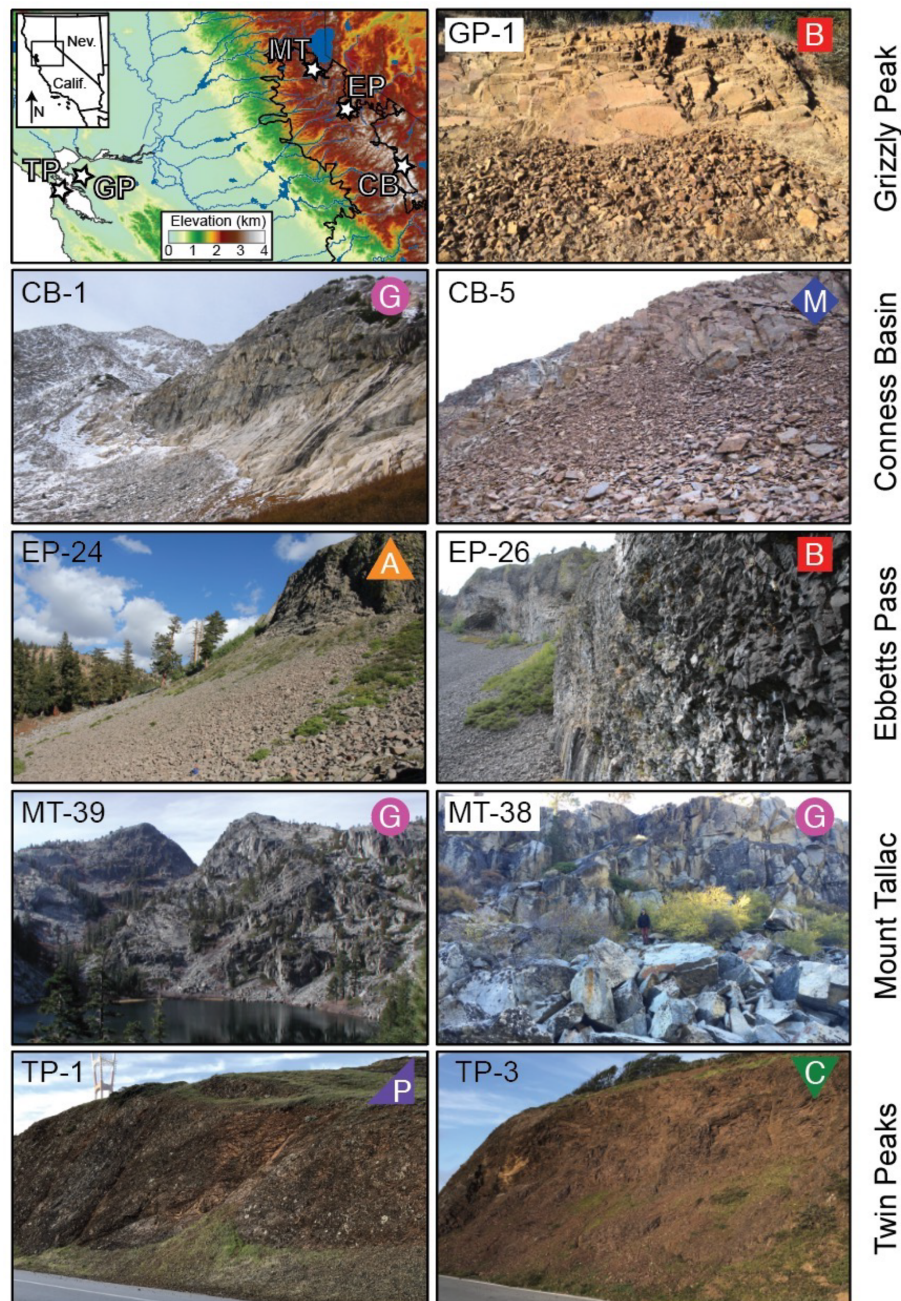 Nev.
Calif.
N
MT
EP
CB
TP
GP
Elevation (km)
0 1 2 3 4
GP-1
B
Grizzly Peak
CB-1
G
CB-5
M
Conness Basin
EP-24
A
EP-26
B
Ebbetts Pass
MT-39
G
MT-38
G
Mount Tallac
TP-1
P
TP-3
C
Twin Peaks